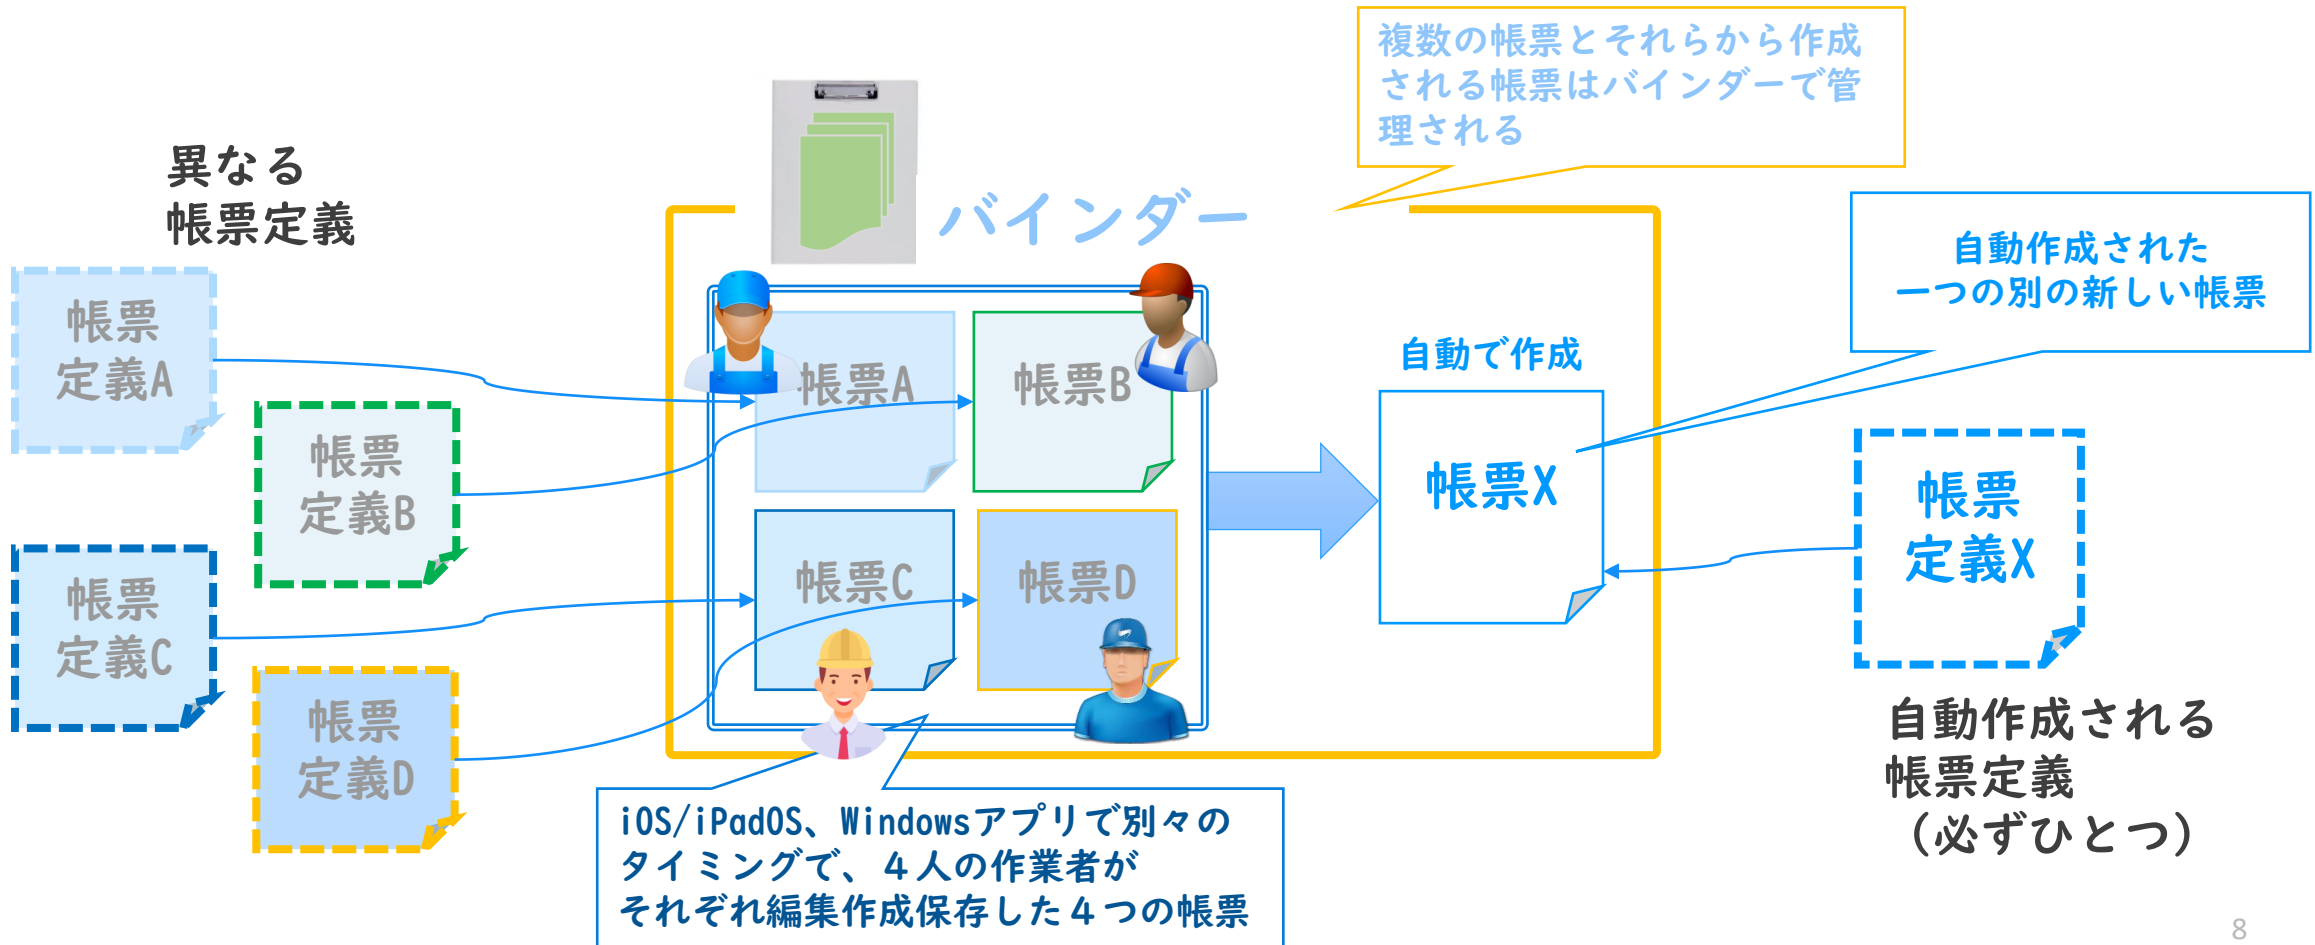 複数の帳票とそれらから作成
される帳票はバインダーで管
理される
異なる
帳票定義
バインダー
自動作成された
一つの別の新しい帳票
帳票
定義A
帳票
定義B
帳票
定義C
帳票
定義D
帳票A
帳票B
帳票C
帳票D
自動で作成
帳票X
帳票
定義X
自動作成される
帳票定義
（必ずひとつ）
iOS/iPadOS、Windowsアプリで別々の
タイミングで、４人の作業者が
それぞれ編集作成保存した４つの帳票
8